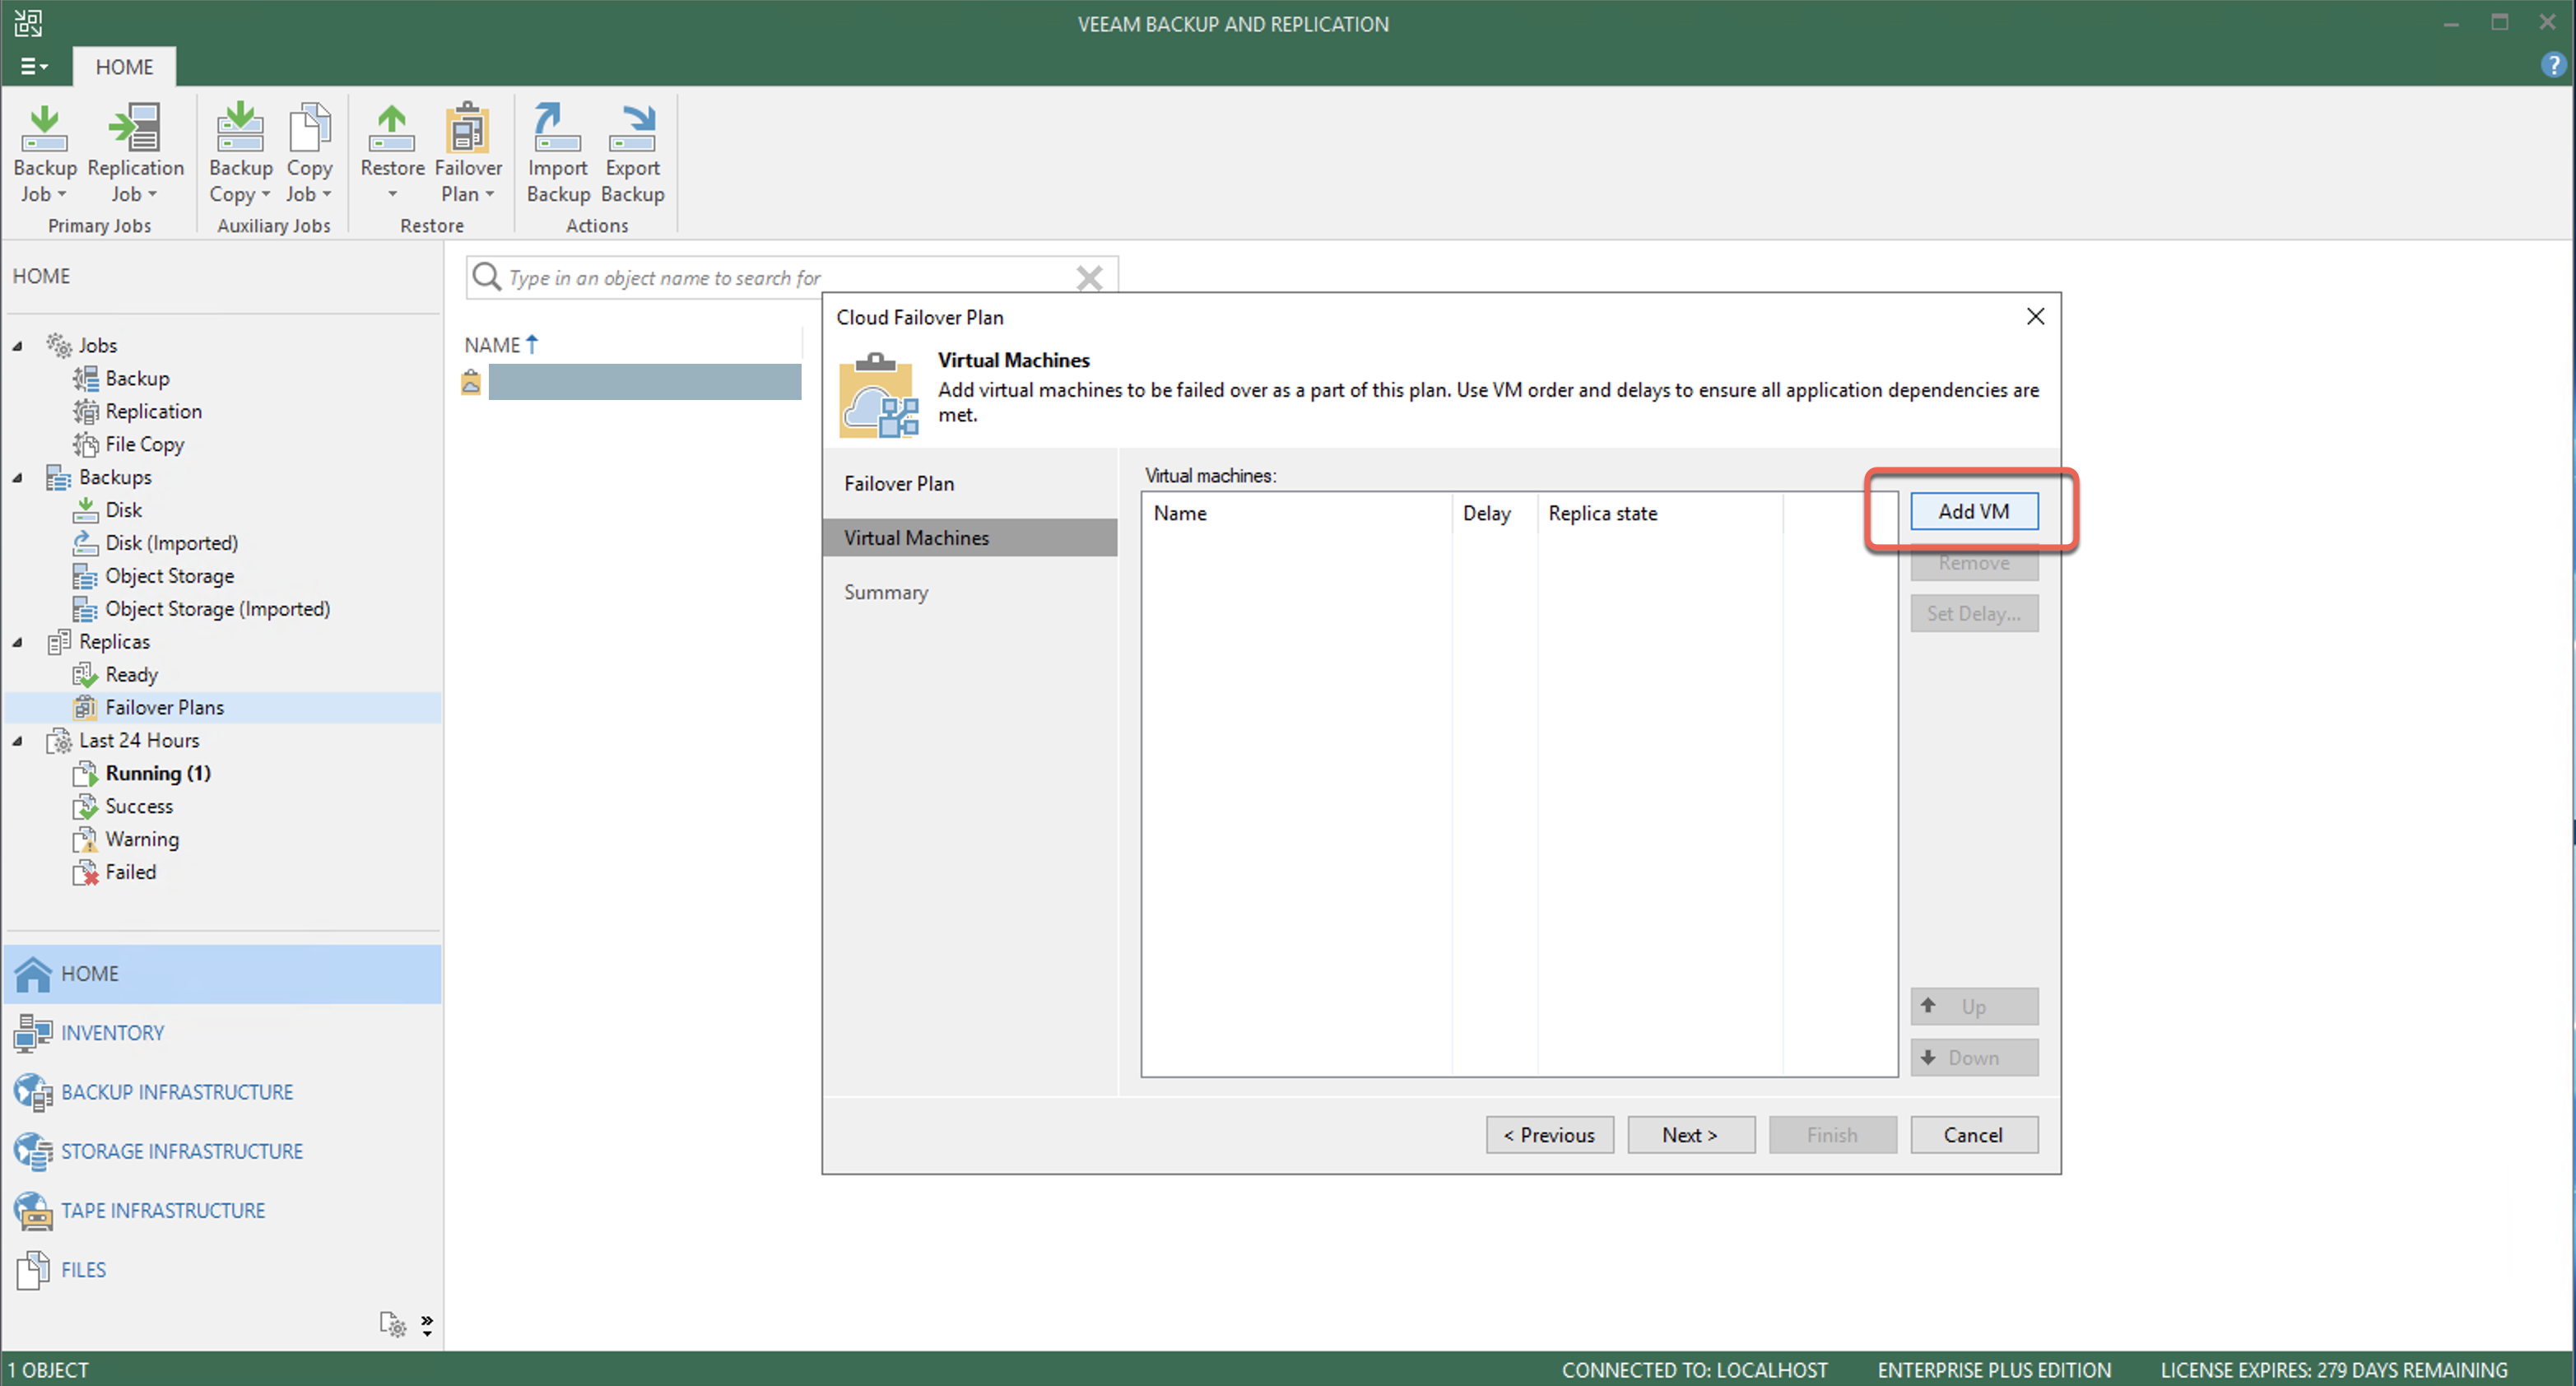 VEEAM BACKUP AND REPLICATION
HOME
?
Backup Job
Replication Job
Backup Copy
Copy Job
Restore
Failover Plan
Import Backup
Export Backup
Primary Jobs
Auxiliary Jobs
Restore
Actions
HOME
Jobs
Backup
Replication
File Copy
Backups
Disk
Disk (Imported)
Object Storage
Object Storage (Imported)
Replicas
Ready
Failover Plans
Last 24 Hours
Running (1)
Success
Warning
Failed
HOME
INVENTORY
BACKUP INFRASTRUCTURE
STORAGE INFRASTRUCTURE
TAPE INFRASTRUCTURE
FILES
Type in an object name to search for
NAME
Cloud Failover Plan
Virtual Machines
Add virtual machines to be failed over as a part of this plan. Use VM order and delays to ensure all application dependencies are
met.
Failover Plan
Virtual Machines
Summary
Virtual machines:
Name Delay Replica state
Add VM
Remove
Set Delay...
Up
Down
< Previous
Next >
Finish
Cancel
1 OBJECT
CONNECTED TO: LOCALHOST
ENTERPRISE PLUS EDITION
LICENSE EXPIRES: 279 DAYS REMAINING